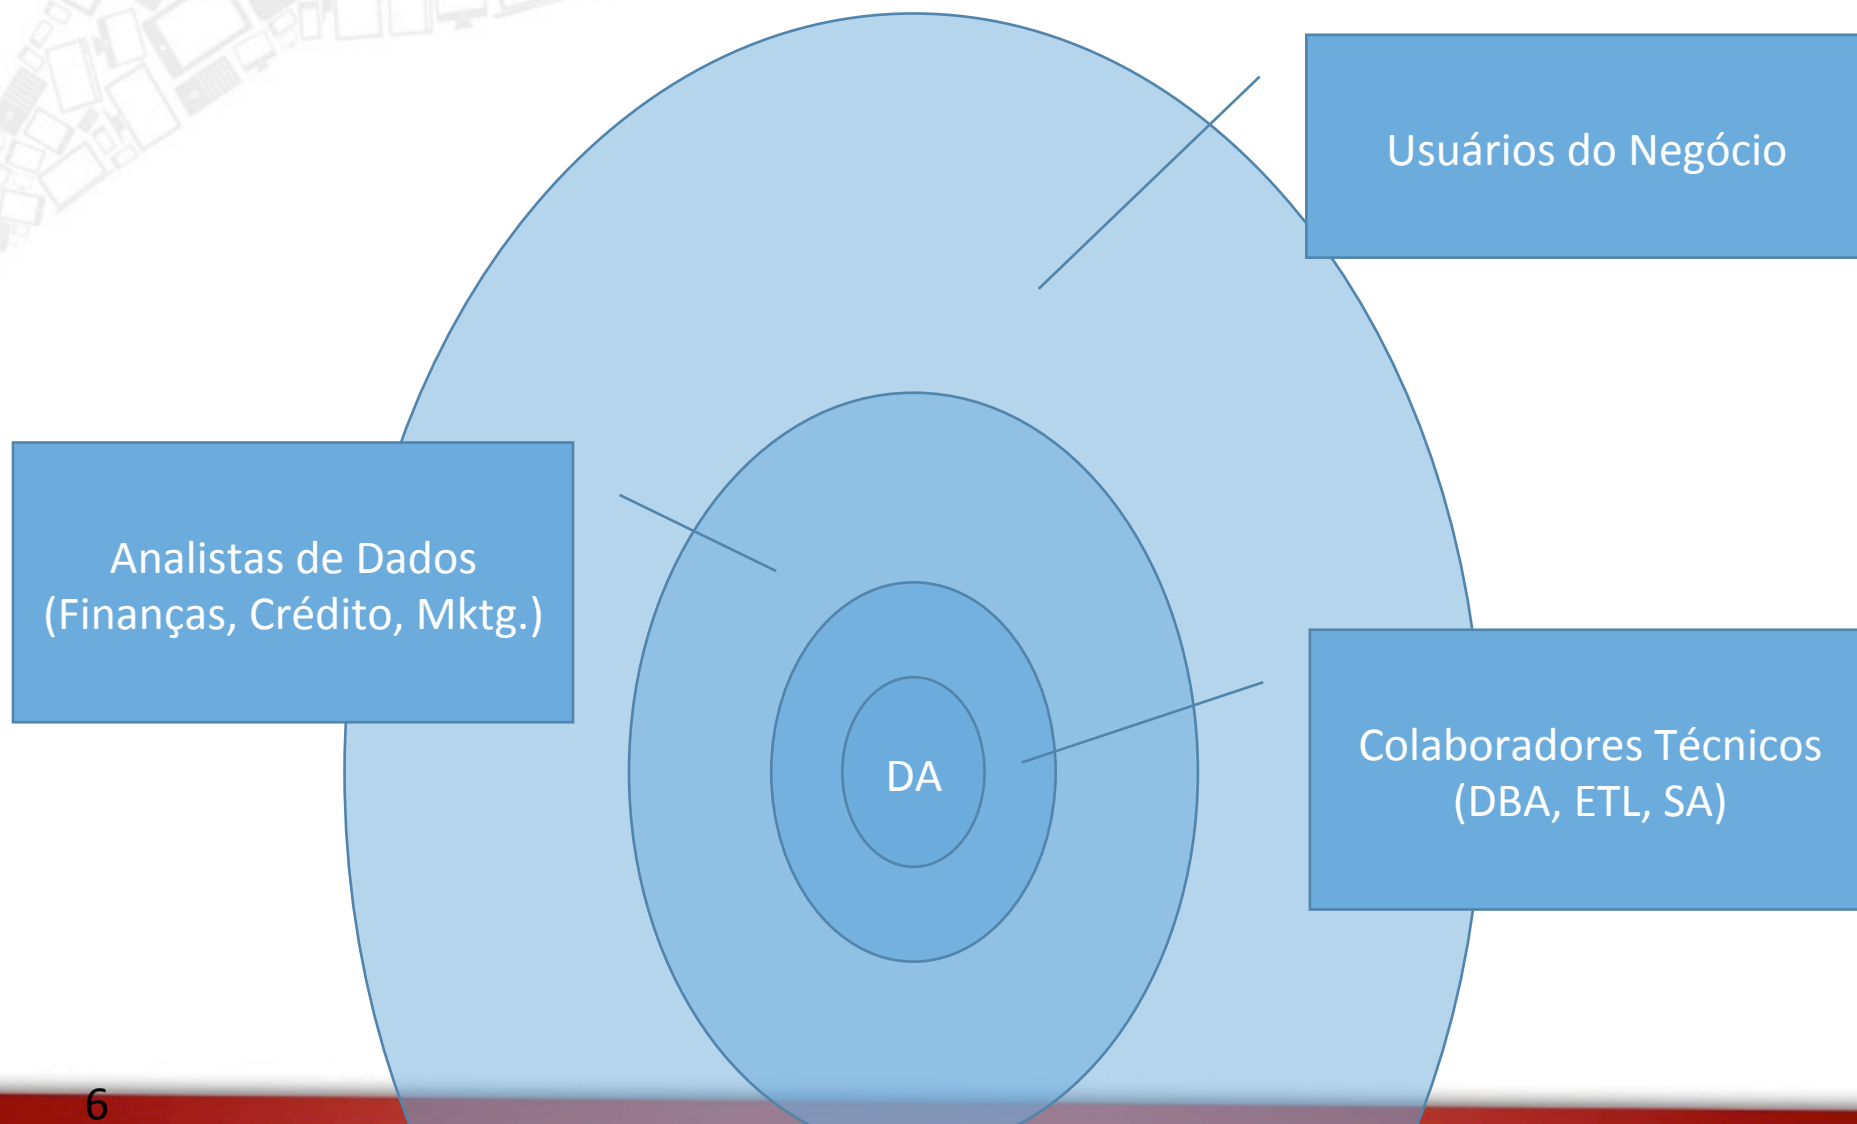 Usuários do Negócio
Analistas de Dados
(Finanças, Crédito, Mktg.)
Colaboradores Técnicos
(DBA, ETL, SA)
DA
6